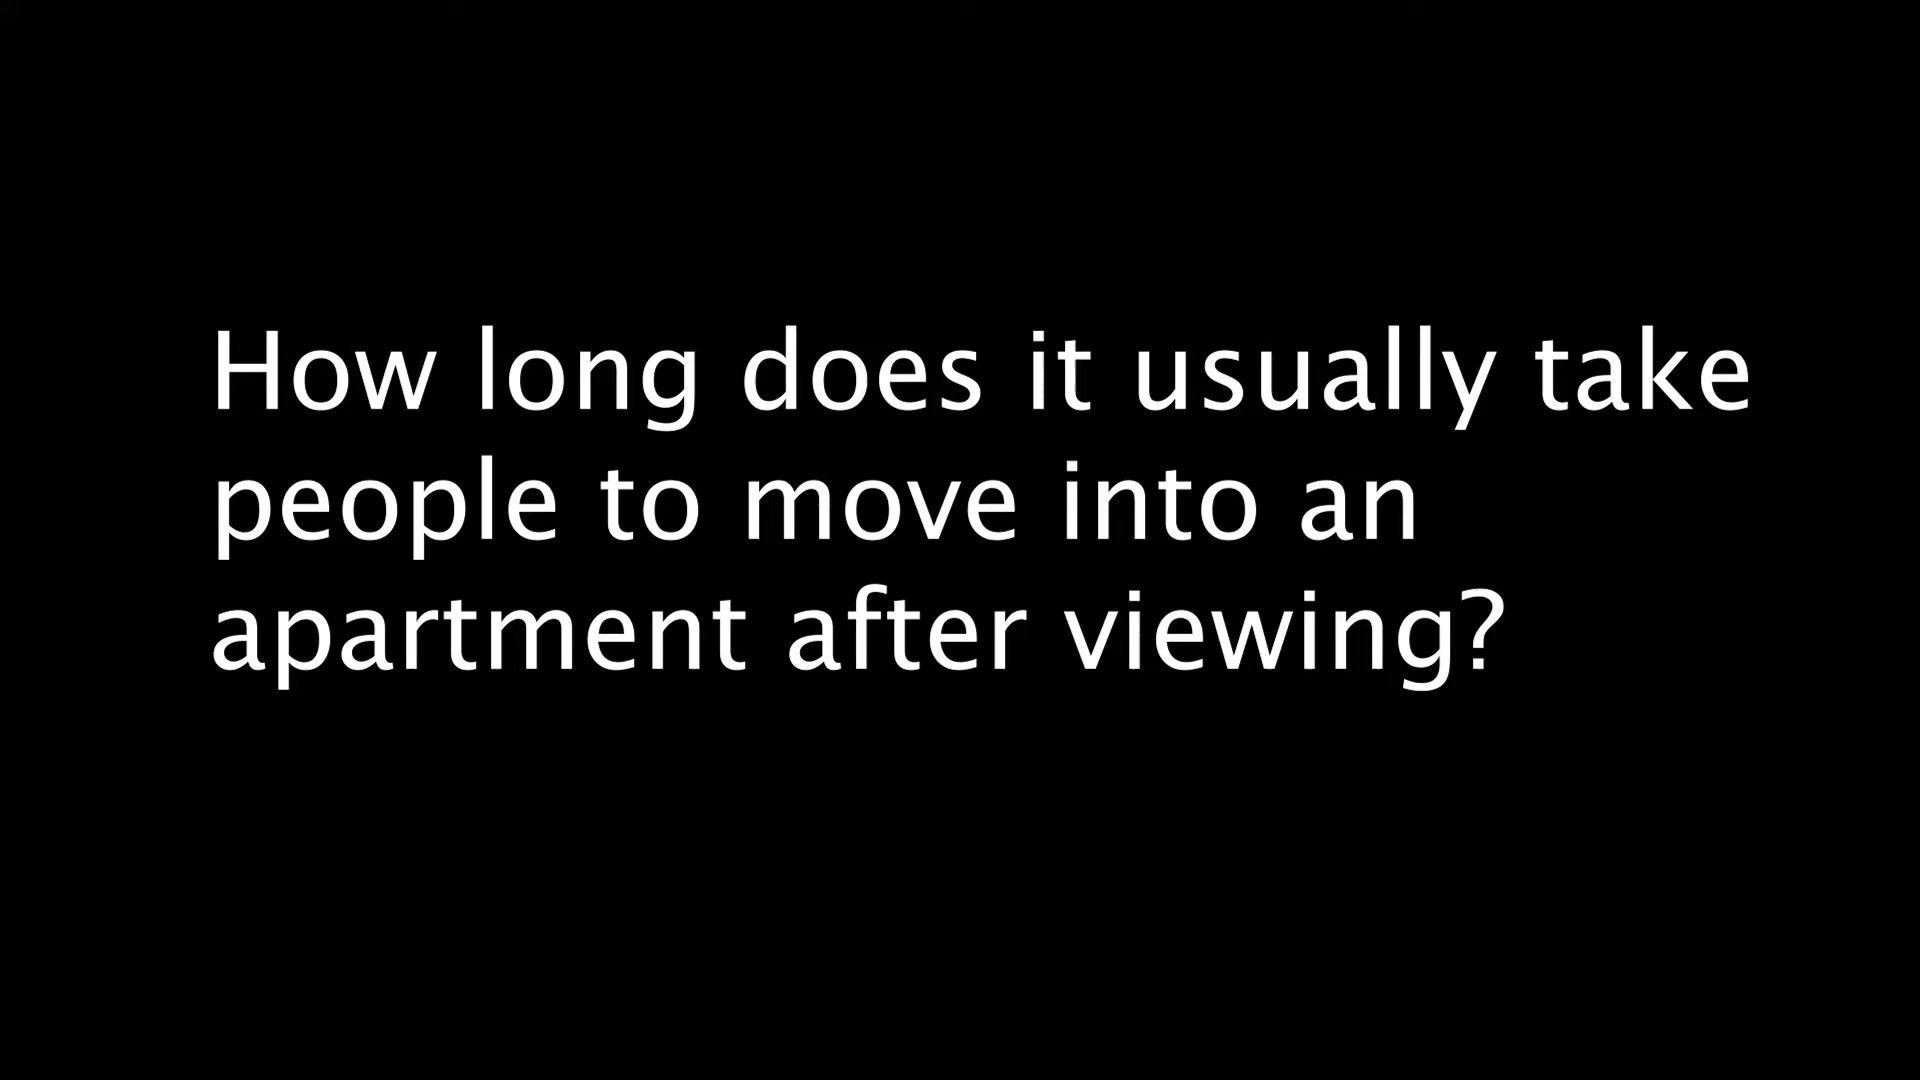 How long does it usually take
people to move into an
apartment after viewing?